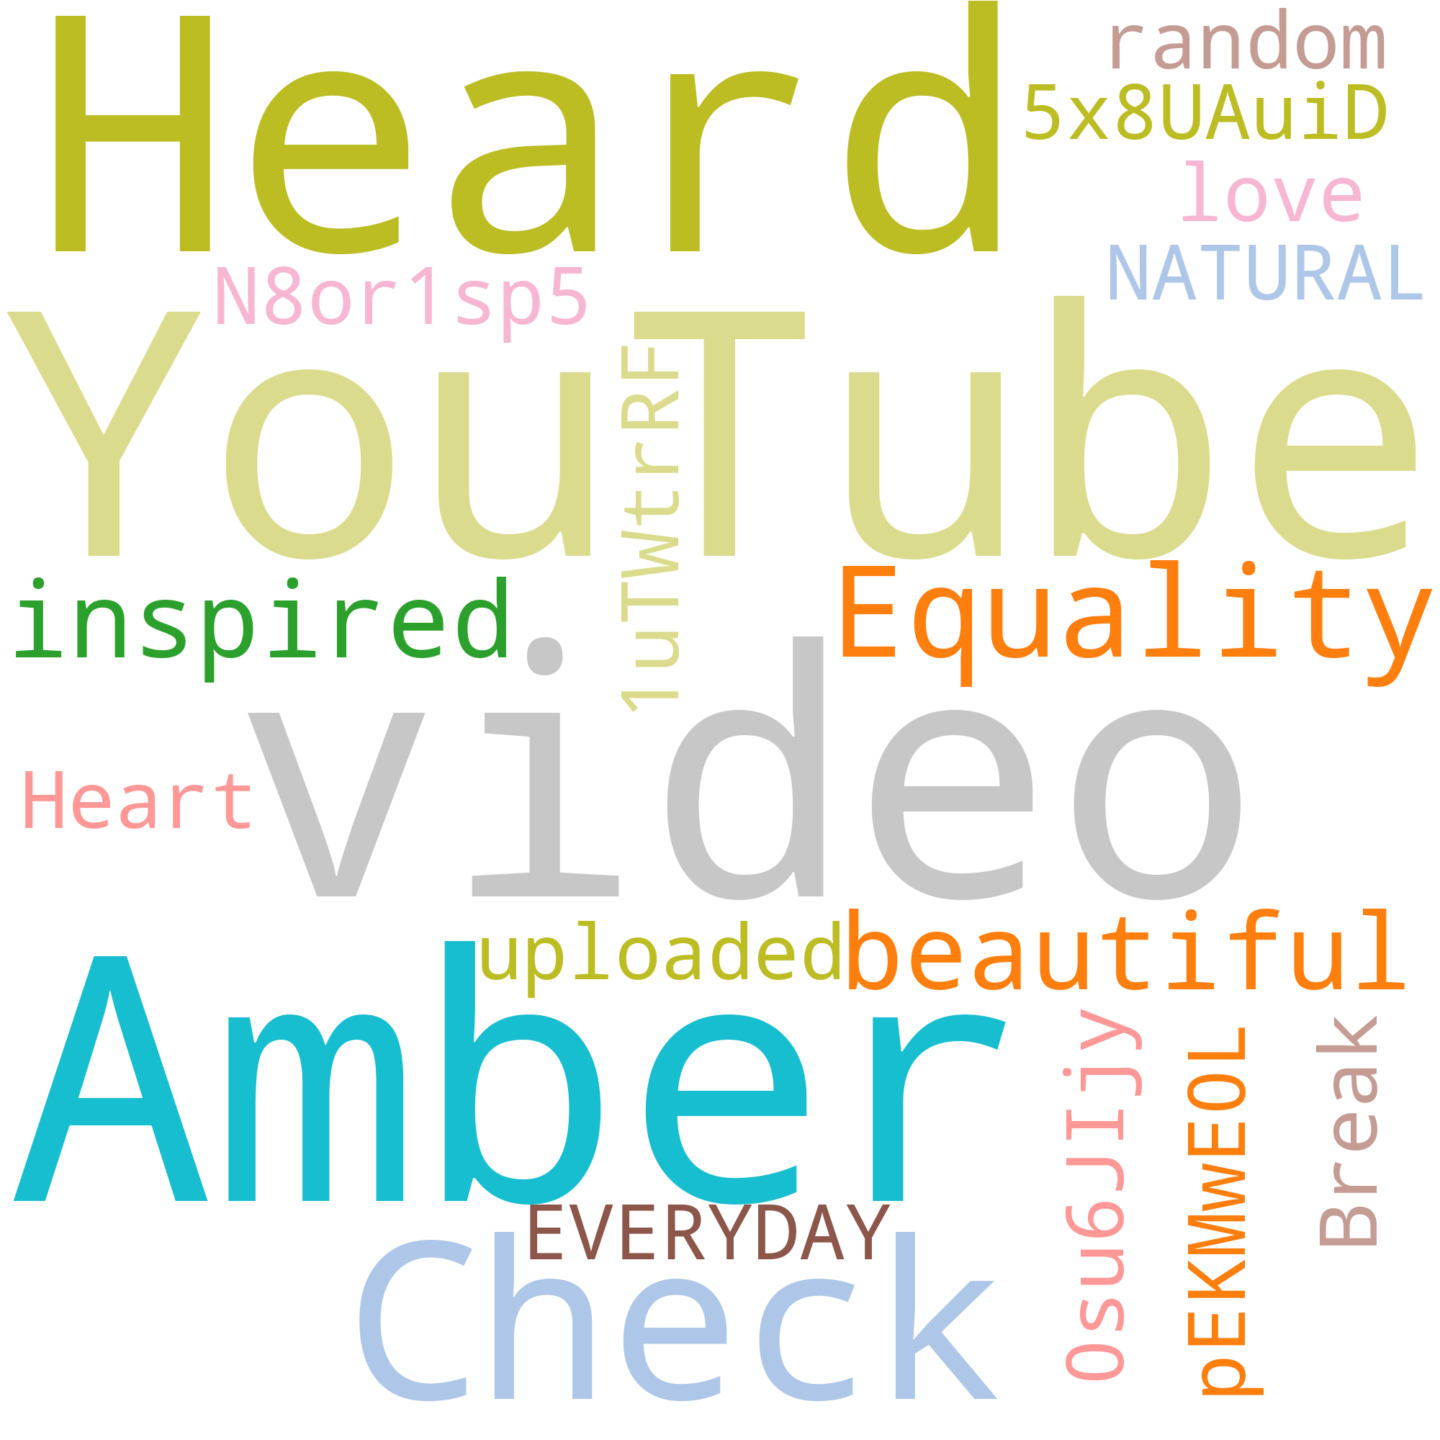 Heard
random
5x8UAuiD
love
NATURAL
N8or1sp5
YouTube
1uTWtrRF
inspired
Equality
video
Heart
uploaded
beautiful
Amber
Osu6JIjy
pEKMwEOL
Break
EVERYDAY
Check